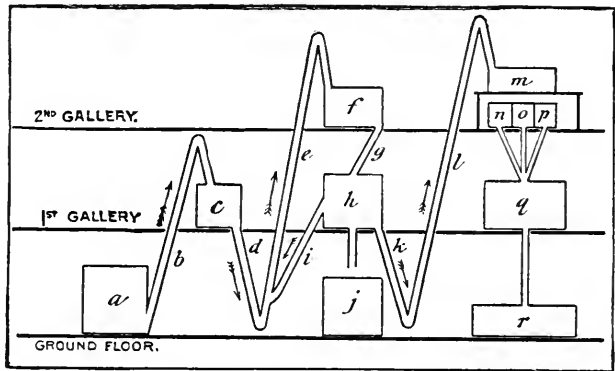 m
f
2ND GALLERY.
n o p
e
g
l
c
h
q
1ST GALLERY
b
d
i
k
a
j
r
GROUND FLOOR.